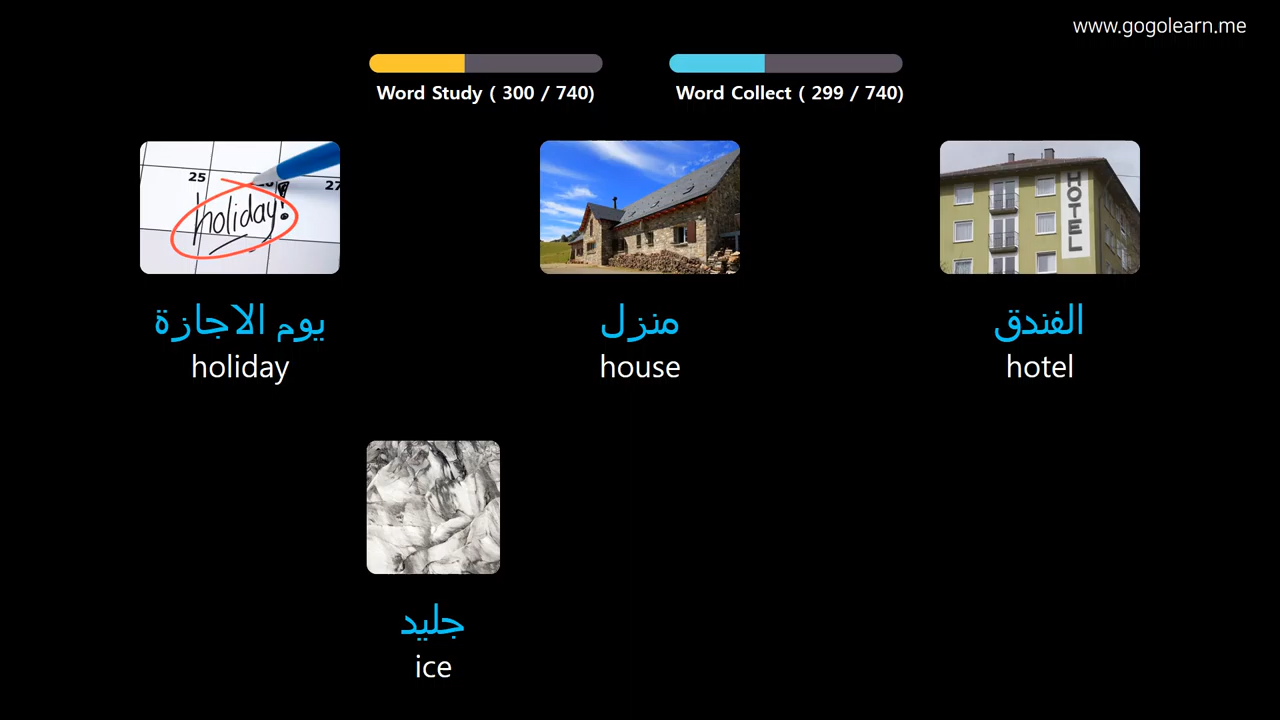 www.gogolearn.me
Word Study ( 300 / 740)
Word Collect ( 299 / 740)
25
27
holiday!
HOTEL
يوم الاجازة
holiday
منزل
house
الفندق
hotel
جليد
ice